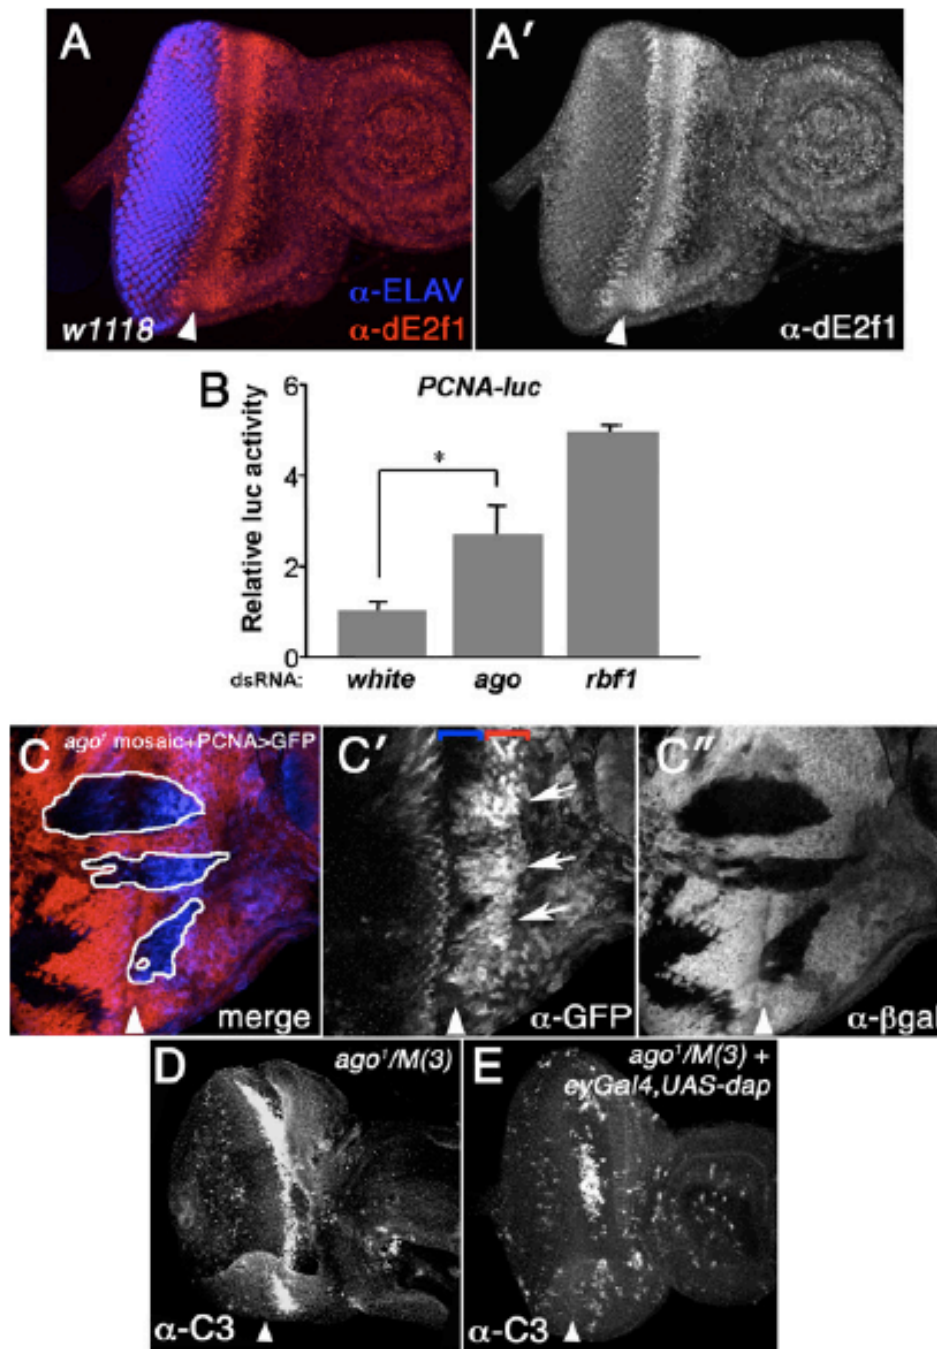 A
A′
α-ELAV
w1118
α-dE2f1
α-dE2f1
B
PCNA-luc
Relative luc activity
6
*
4
2
0
dsRNA: white ago rbf1
C
ago¹ mosaic+PCNA>GFP
C′
C″
merge
α-GFP
α-βgal
D
ago¹/M(3)
E
ago¹/M(3) +
eyGal4,UAS-dap
α-C3
α-C3